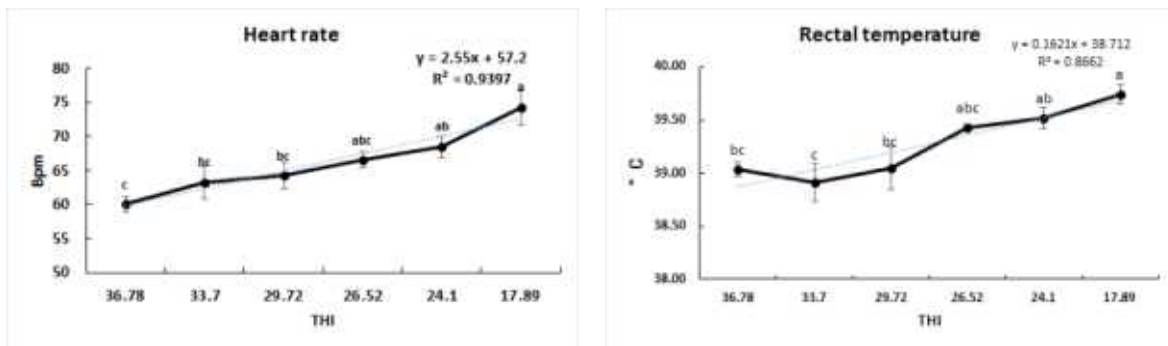 Heart rate
y = 2.55x + 57.2
R² = 0.9397
80
75
70
65
60
55
50
Bpm
c
bc
bc
abc
ab
a
36.78
33.7
29.72
26.52
24.1
17.89
THI
Rectal temperature
y = 0.1621x + 38.712
R² = 0.8662
40.00
39.50
39.00
38.50
38.00
° C
bc
c
bc
abc
ab
a
36.78
33.7
29.72
26.52
24.1
17.89
THI